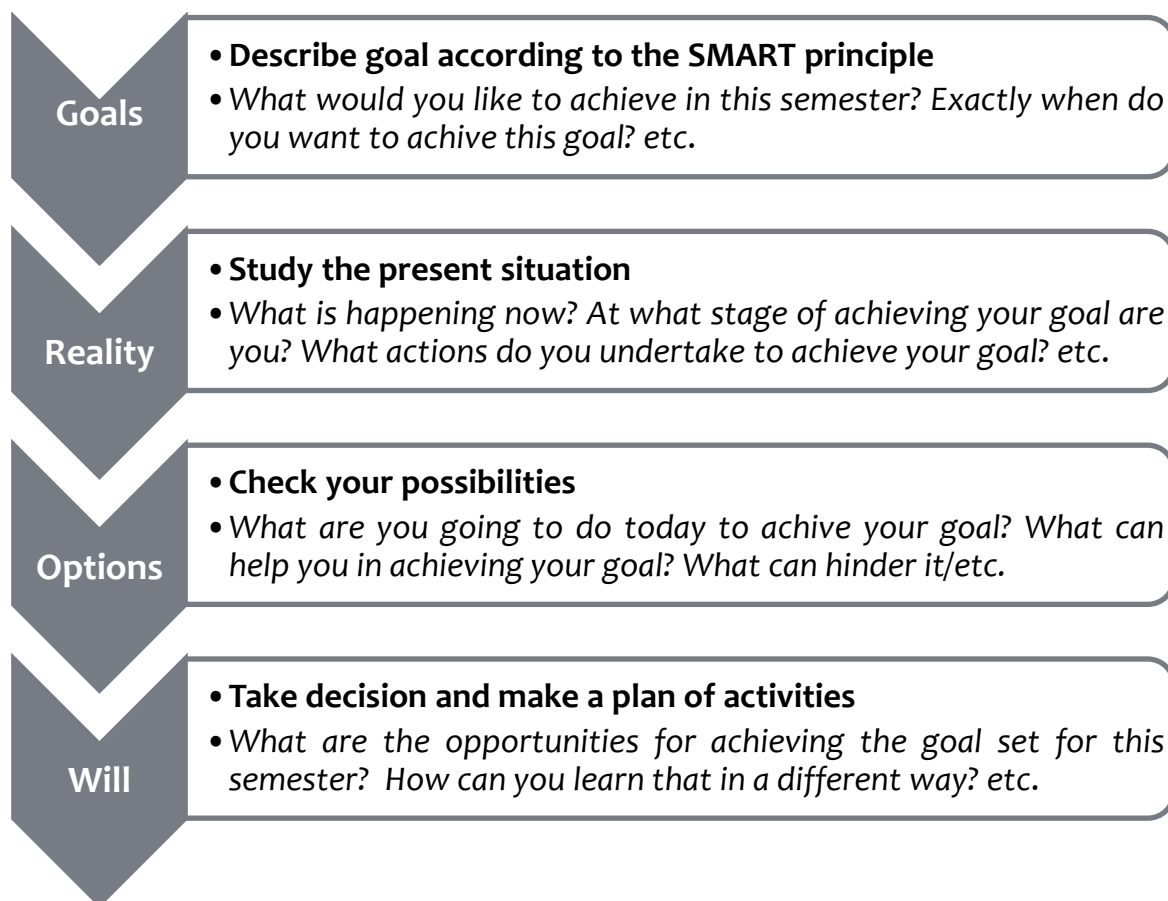 Goals
• Describe goal according to the SMART principle
• What would you like to achieve in this semester? Exactly when do
you want to achive this goal? etc.
Reality
• Study the present situation
• What is happening now? At what stage of achieving your goal are
you? What actions do you undertake to achieve your goal? etc.
Options
• Check your possibilities
• What are you going to do today to achive your goal? What can
help you in achieving your goal? What can hinder it/etc.
Will
• Take decision and make a plan of activities
• What are the opportunities for achieving the goal set for this
semester?  How can you learn that in a different way? etc.